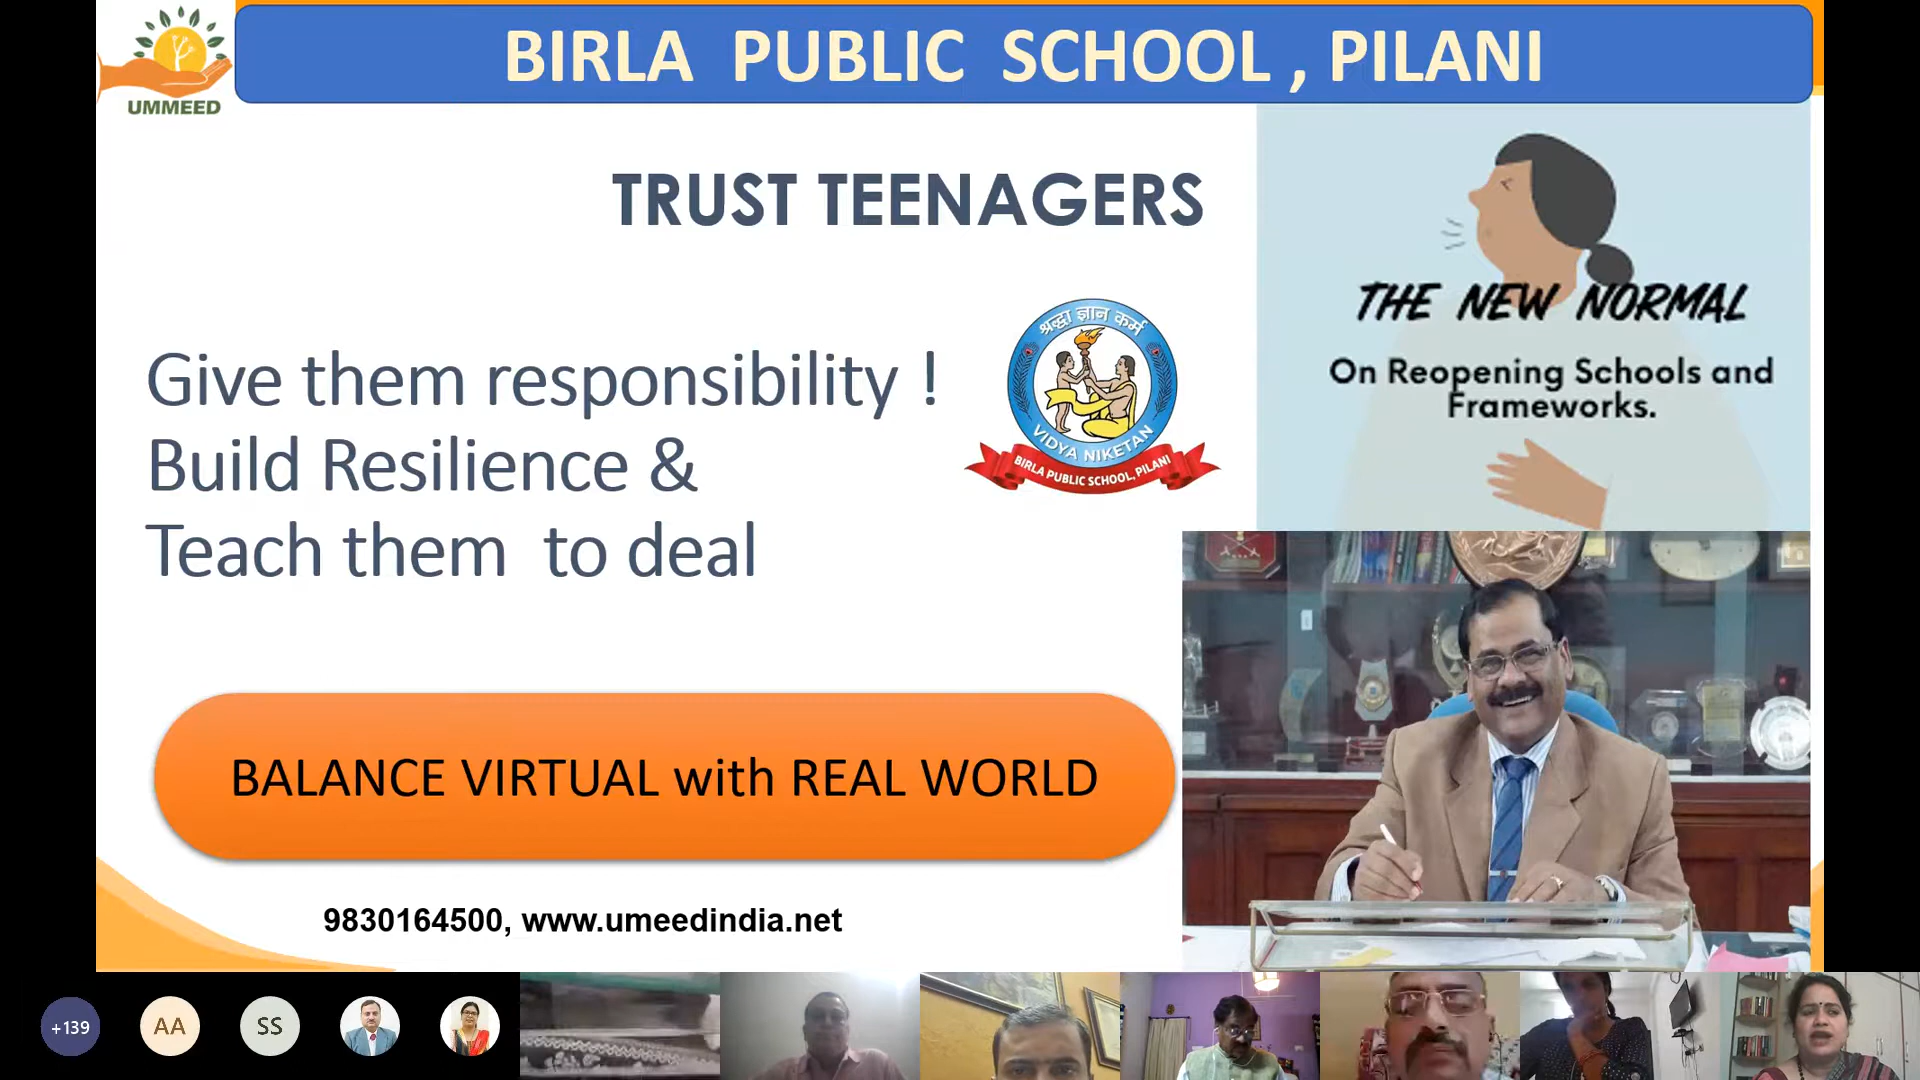 UMMEED
BIRLA PUBLIC SCHOOL , PILANI
TRUST TEENAGERS
Give them responsibility !
Build Resilience &
Teach them to deal
श्रद्धा ज्ञान कर्म
VIDYA NIKETAN
BIRLA PUBLIC SCHOOL, PILANI
THE NEW NORMAL
On Reopening Schools and
Frameworks.
BALANCE VIRTUAL with REAL WORLD
9830164500, www.umeedindia.net
+139
AA
SS